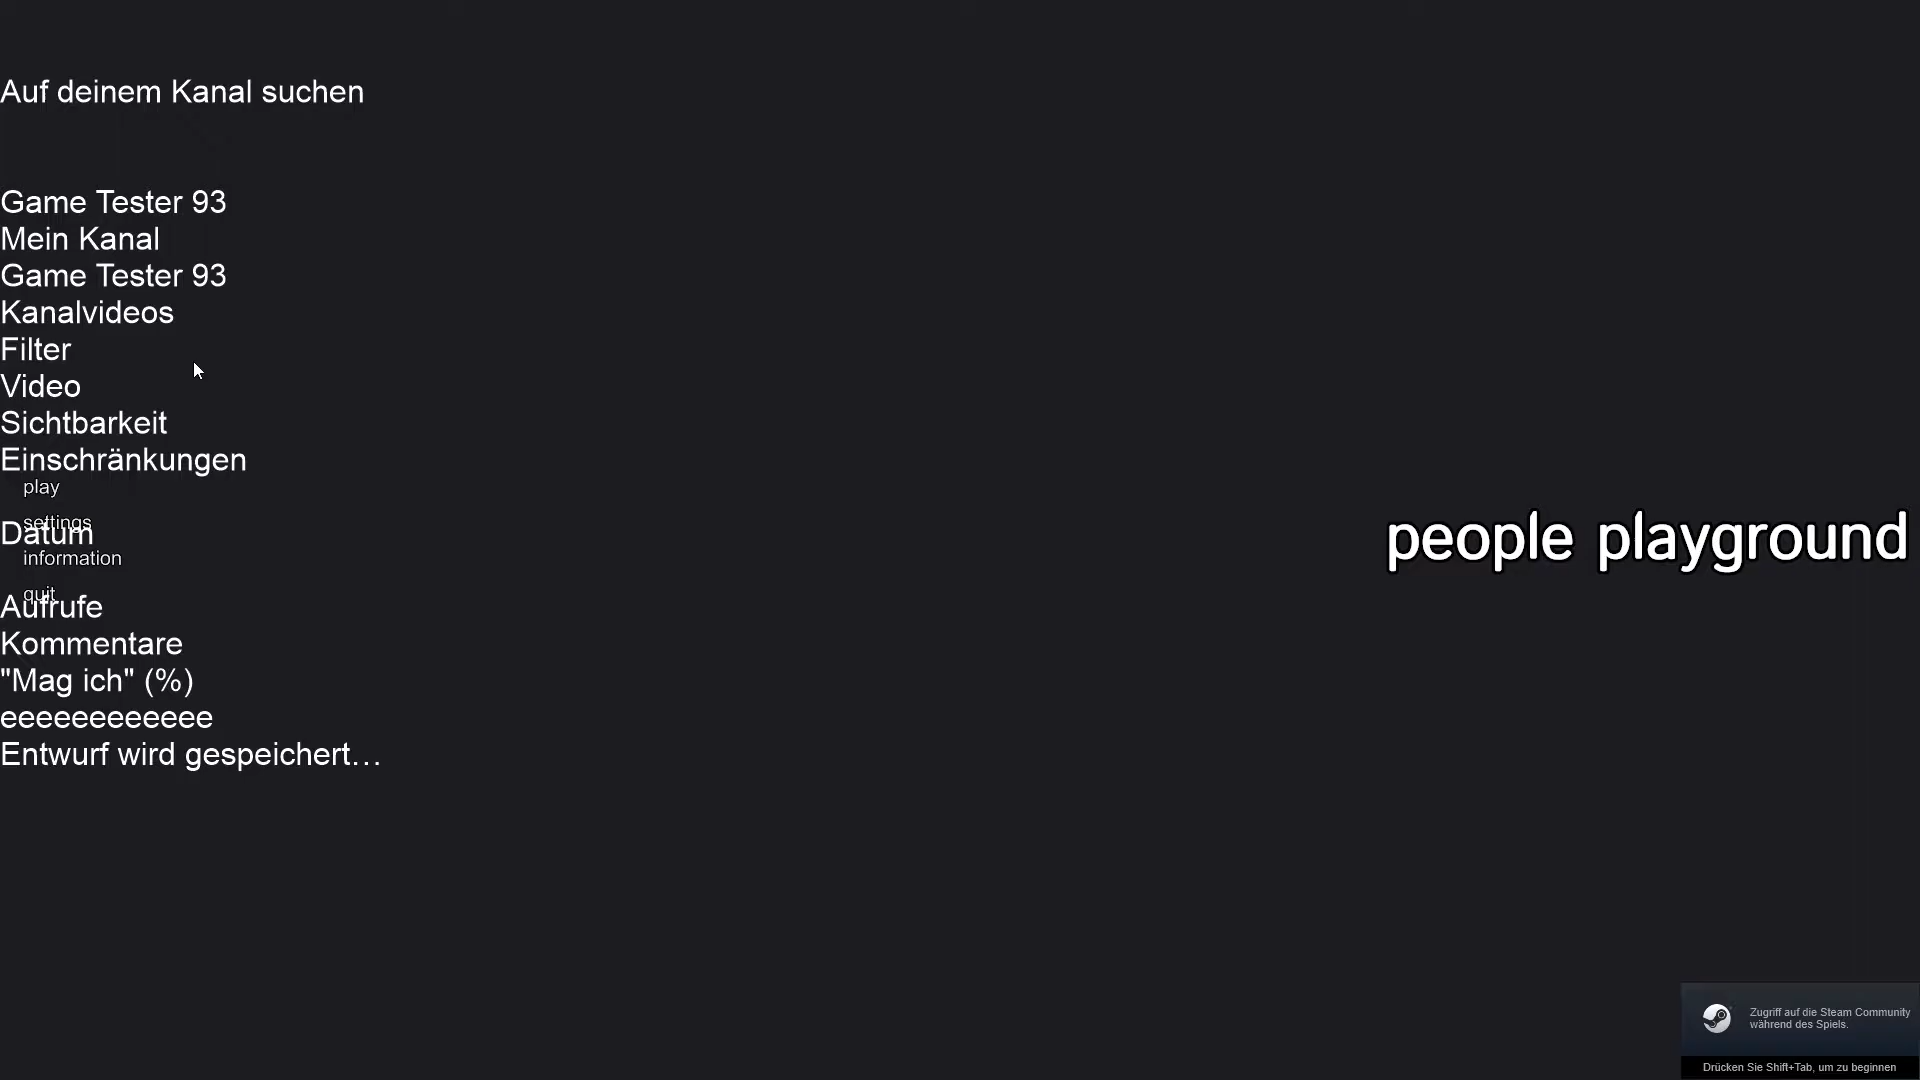 Auf deinem Kanal suchen
Game Tester 93
Mein Kanal
Game Tester 93
Kanalvideos
Filter
Video
Sichtbarkeit
Einschränkungen
play
settings
Datum
information
quit
Aufrufe
Kommentare
"Mag ich" (%)
eeeeeeeeeeee
Entwurf wird gespeichert…
people playground
Zugriff auf die Steam Community
während des Spiels.
Drücken Sie Shift+Tab, um zu beginnen